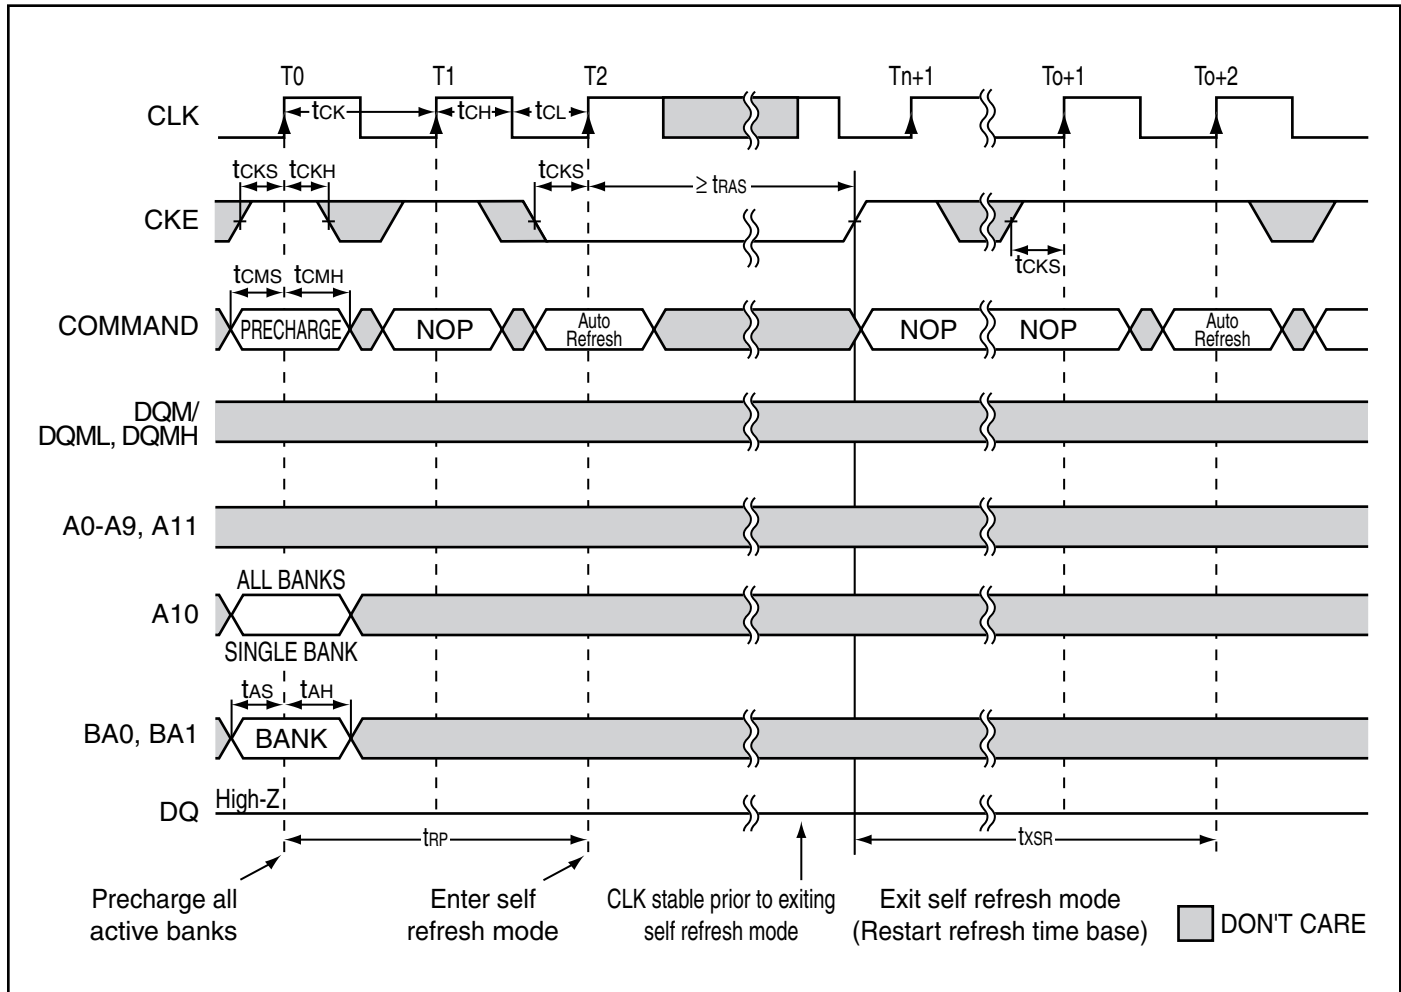 T0 T1 T2 Tn+1 To+1 To+2
CLK tCK tCH tCL
tCKS tCKH tCKS ≥ tRAS
CKE
tCKS
tCMS tCMH
COMMAND PRECHARGE NOP Auto Refresh NOP NOP Auto Refresh
DQM/
DQML, DQMH
A0-A9, A11
ALL BANKS
A10
SINGLE BANK
tAS tAH
BA0, BA1 BANK
High-Z
DQ
tRP tXSR
Precharge all
active banks
Enter self
refresh mode
CLK stable prior to exiting
self refresh mode
Exit self refresh mode
(Restart refresh time base)
DON'T CARE